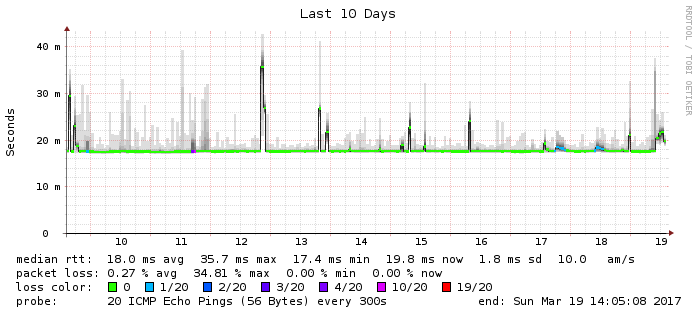 Last 10 Days
RRDTOOL / TOBI OETIKER
Seconds
40 m
30 m
20 m
10 m
0
10 11 12 13 14 15 16 17 18 19
median rtt: 18.0 ms avg 35.7 ms max 17.4 ms min 19.8 ms now 1.8 ms sd 10.0 am/s
packet loss: 0.27 % avg 34.81 % max 0.00 % min 0.00 % now
loss color: 0 1/20 2/20 3/20 4/20 10/20 19/20
probe: 20 ICMP Echo Pings (56 Bytes) every 300s end: Sun Mar 19 14:05:08 2017